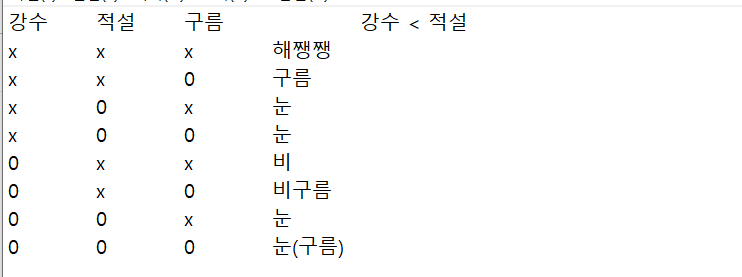 강수 적설 구름 강수 < 적설
x x x 해쨍쨍
x x 0 구름
x 0 x 눈
x 0 0 눈
0 x x 비
0 x 0 비구름
0 0 x 눈
0 0 0 눈(구름)